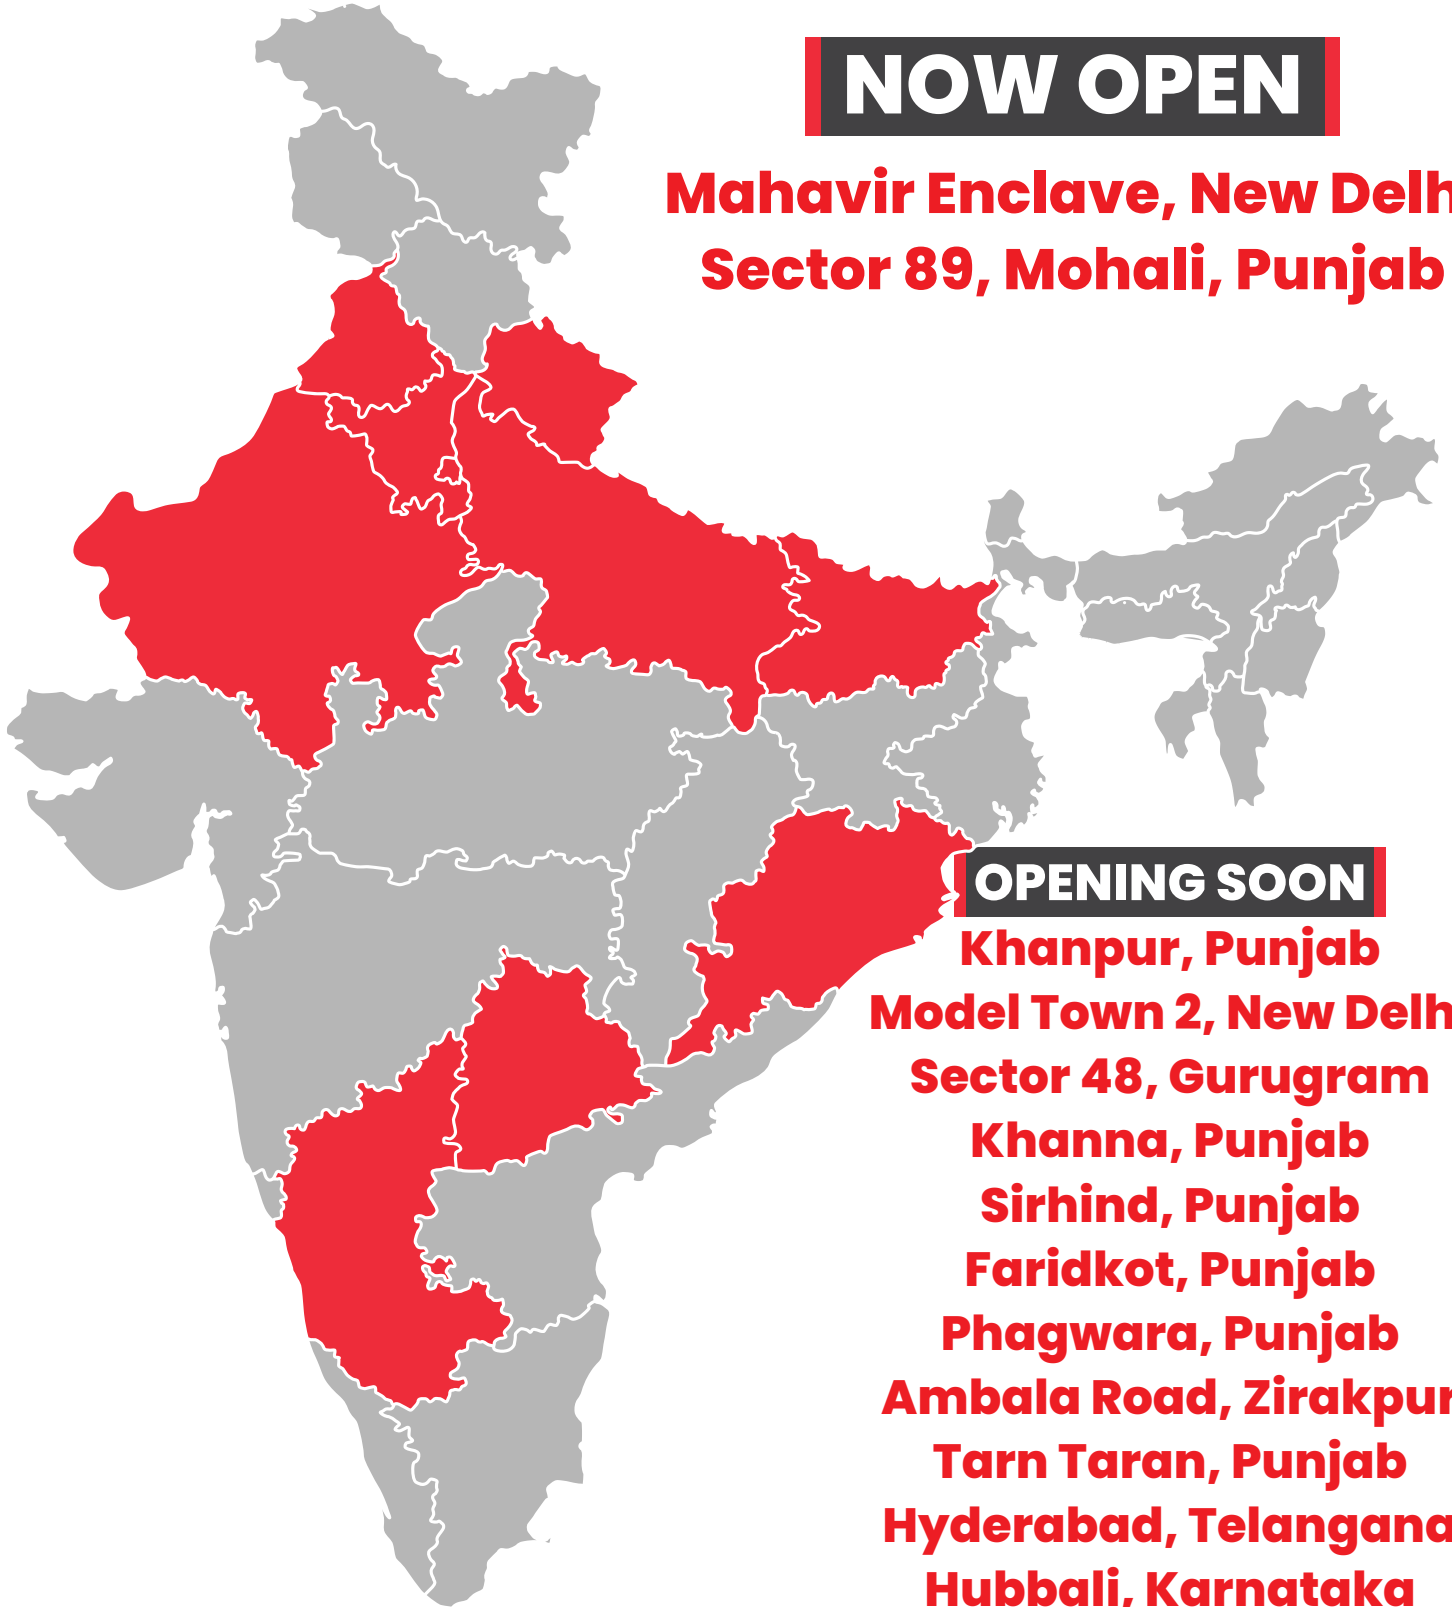 NOW OPEN
Mahavir Enclave, New Delh
Sector 89, Mohali, Punjab
OPENING SOON
Khanpur, Punjab
Model Town 2, New Delh
Sector 48, Gurugram
Khanna, Punjab
Sirhind, Punjab
Faridkot, Punjab
Phagwara, Punjab
Ambala Road, Zirakpur
Tarn Taran, Punjab
Hyderabad, Telangana
Hubbali, Karnataka